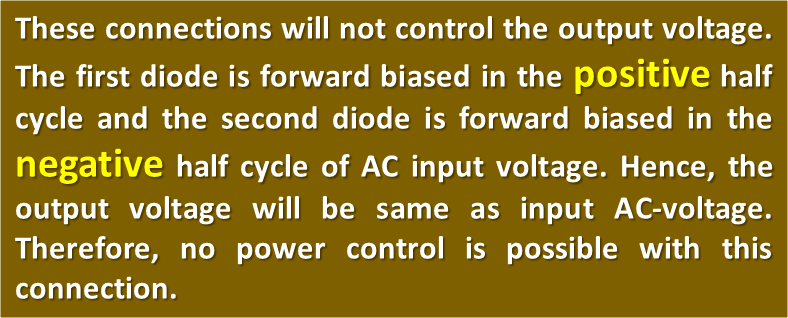 These connections will not control the output voltage.
The first diode is forward biased in the positive half
cycle and the second diode is forward biased in the
negative half cycle of AC input voltage. Hence, the
output voltage will be same as input AC-voltage.
Therefore, no power control is possible with this
connection.